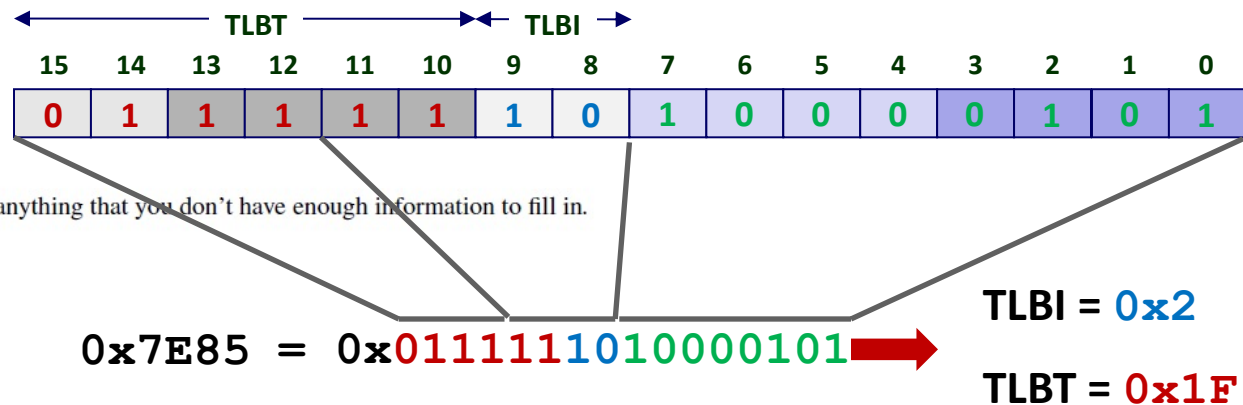 TLBT TLBI
15 14 13 12 11 10 9 8 7 6 5 4 3 2 1 0
0 1 1 1 1 1 1 0 1 0 0 0 0 1 0 1
anything that you don't have enough information to fill in.
TLBI = 0x2
0x7E85 = 0x0111111010000101
TLBT = 0x1F